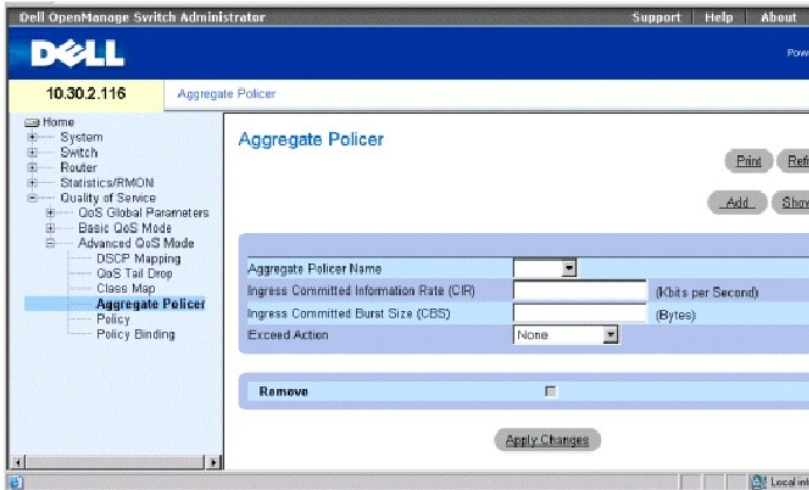 Dell OpenManage Switch Administrator
Support Help About
DELL
10.30.2.116
Aggregate Policer
Home
System
Switch
Router
Statistics/RMON
Quality of Service
QoS Global Parameters
Basic QoS Mode
Advanced QoS Mode
DSCP Mapping
QoS Tail Drop
Class Map
Aggregate Policer
Policy
Policy Binding
Aggregate Policer
Print
Add
Show
Aggregate Policer Name
Ingress Committed Information Rate (CIR) (Kbits per Second)
Ingress Committed Burst Size (CBS) (Bytes)
Exceed Action None
Remove
Apply Changes
Local